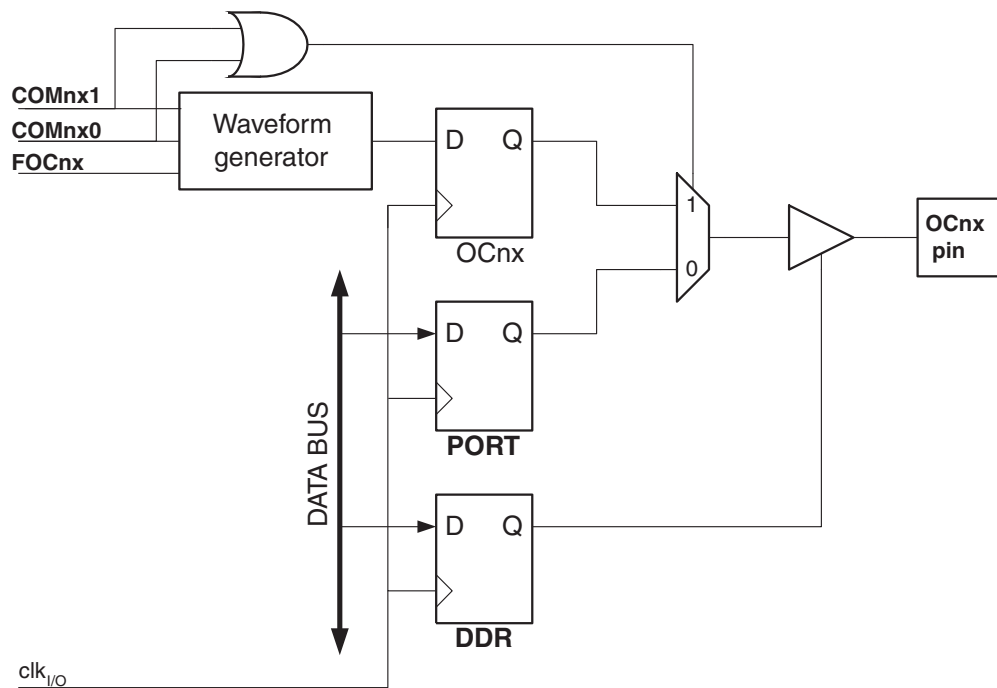 COMnx1
COMnx0
FOCnx
Waveform
generator
D Q
OCnx
1
0
OCnx
pin
D Q
PORT
DATA BUS
D Q
DDR
clkI/O